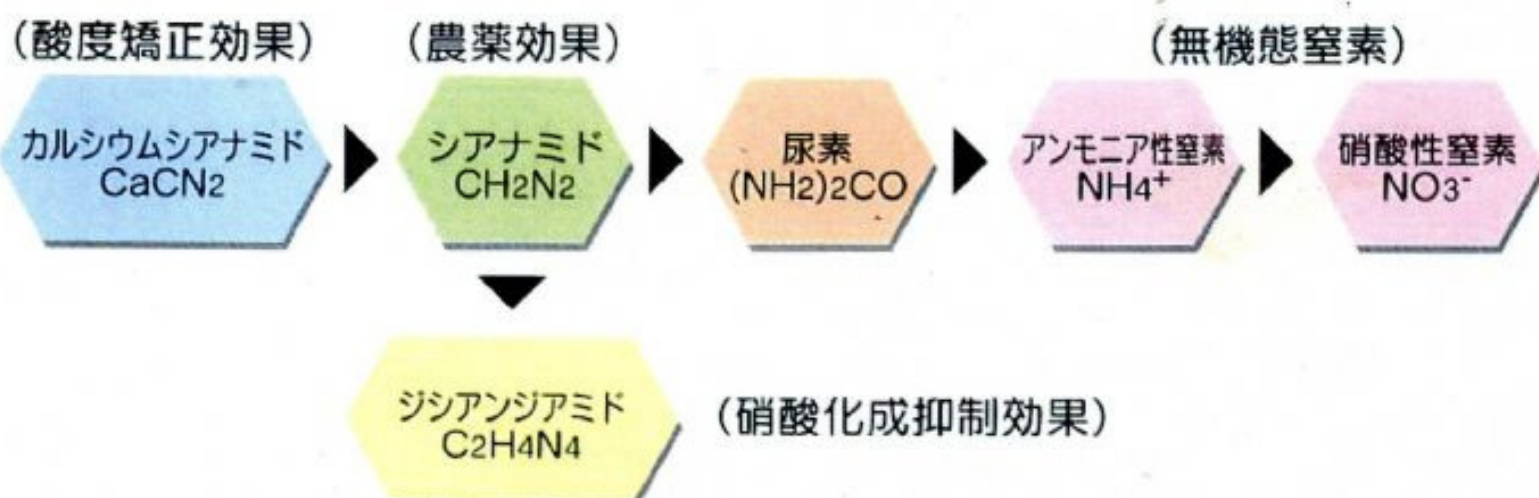 (酸度矯正効果)
(農薬効果)
(無機態窒素)
カルシウムシアナミド
CaCN2
シアナミド
CH2N2
尿素
(NH2)2CO
アンモニア性窒素
NH4+
硝酸性窒素
NO3-
ジシアンジアミド
C2H4N4
(硝酸化成抑制効果)